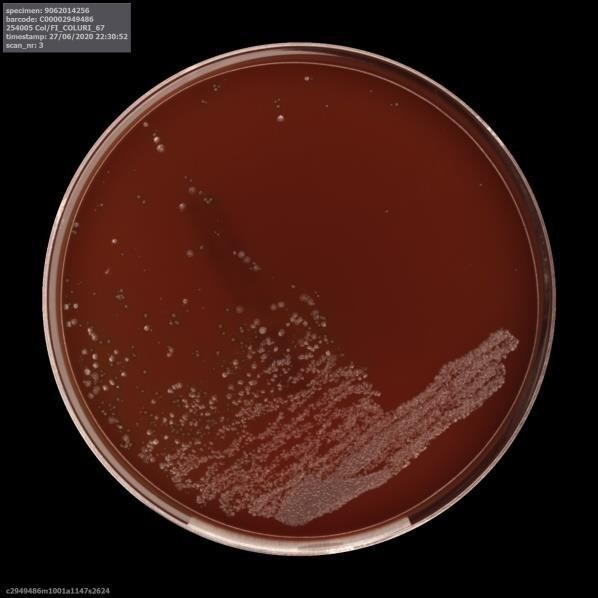 specimen: 9062014256
barcode: C00002949486
254005 Col/FI_COLURI_67
timestamp: 27/06/2020 22:30:52
scan_nr: 3
c2949486m1001a1147s2624